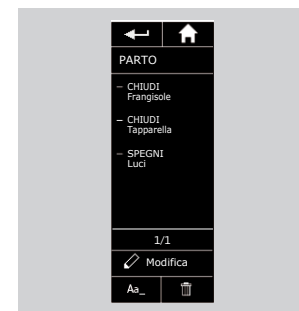 PARTO
– CHIUDI
Frangisole
– CHIUDI
Tapparella
– SPEGNI
Luci
1/1
Modifica
Aa_